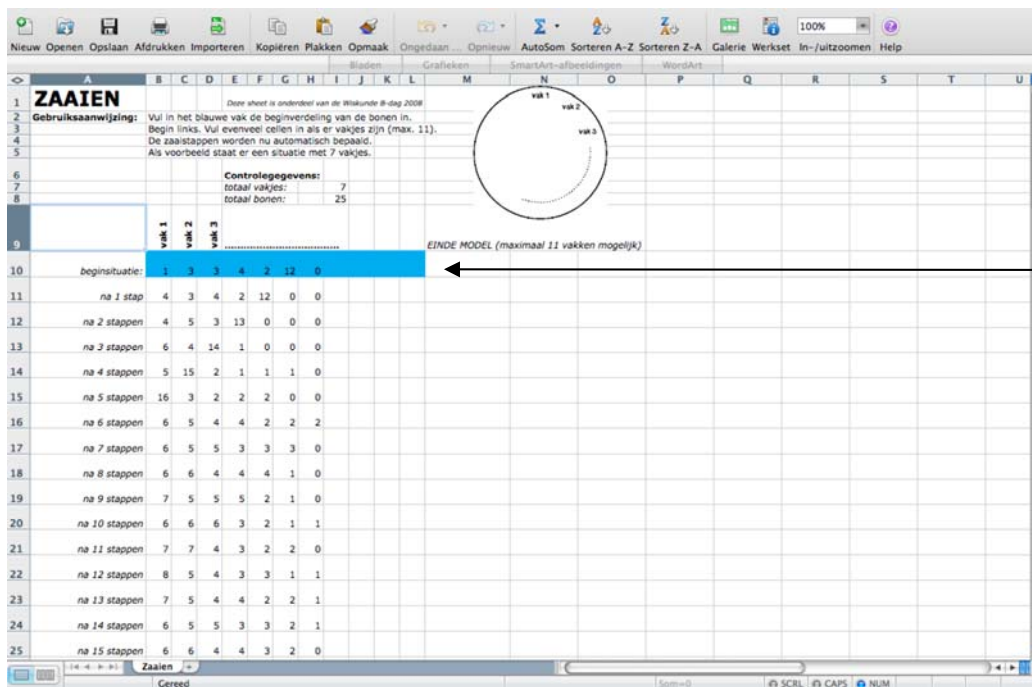 Nieuw Openen Opslaan Afdrukken Importeren Kopiëren Plakken Opmaak Ongedaan ... Opnieuw AutoSom Sorteren A-Z Sorteren Z-A Galerie Werkset In-/uitzoomen Help
100%
Bladen Grafieken SmartArt-afbeeldingen WordArt
A B C D E F G H I J K L M N O P Q R S T U
1 ZAAIEN Deze sheet is onderdeel van de Wiskunde B-dag 2008
vak 1
vak 2
vak 3
2 Gebruiksaanwijzing: Vul in het blauwe vak de beginverdeling van de bonen in.
3 Begin links. Vul evenveel cellen in als er vakjes zijn (max. 11).
4 De zaaistappen worden nu automatisch bepaald.
5 Als voorbeeld staat er een situatie met 7 vakjes.
6 Controlegegevens:
7 totaal vakjes: 7
8 totaal bonen: 25
9 vak 1 vak 2 vak 3 ........................................ EINDE MODEL (maximaal 11 vakken mogelijk)
10 beginsituatie: 1 3 3 4 2 12 0
11 na 1 stap 4 3 4 2 12 0 0
12 na 2 stappen 4 5 3 13 0 0 0
13 na 3 stappen 6 4 14 1 0 0 0
14 na 4 stappen 5 15 2 1 1 1 0
15 na 5 stappen 16 3 2 2 2 0 0
16 na 6 stappen 6 5 4 4 2 2 2
17 na 7 stappen 6 5 5 3 3 3 0
18 na 8 stappen 6 6 4 4 4 1 0
19 na 9 stappen 7 5 5 5 2 1 0
20 na 10 stappen 6 6 6 3 2 1 1
21 na 11 stappen 7 7 4 3 2 2 0
22 na 12 stappen 8 5 4 3 3 1 1
23 na 13 stappen 7 5 4 4 2 2 1
24 na 14 stappen 6 5 5 3 3 2 1
25 na 15 stappen 6 6 4 4 3 2 0
Zaaien
Gereed Som=0 SCRL CAPS NUM